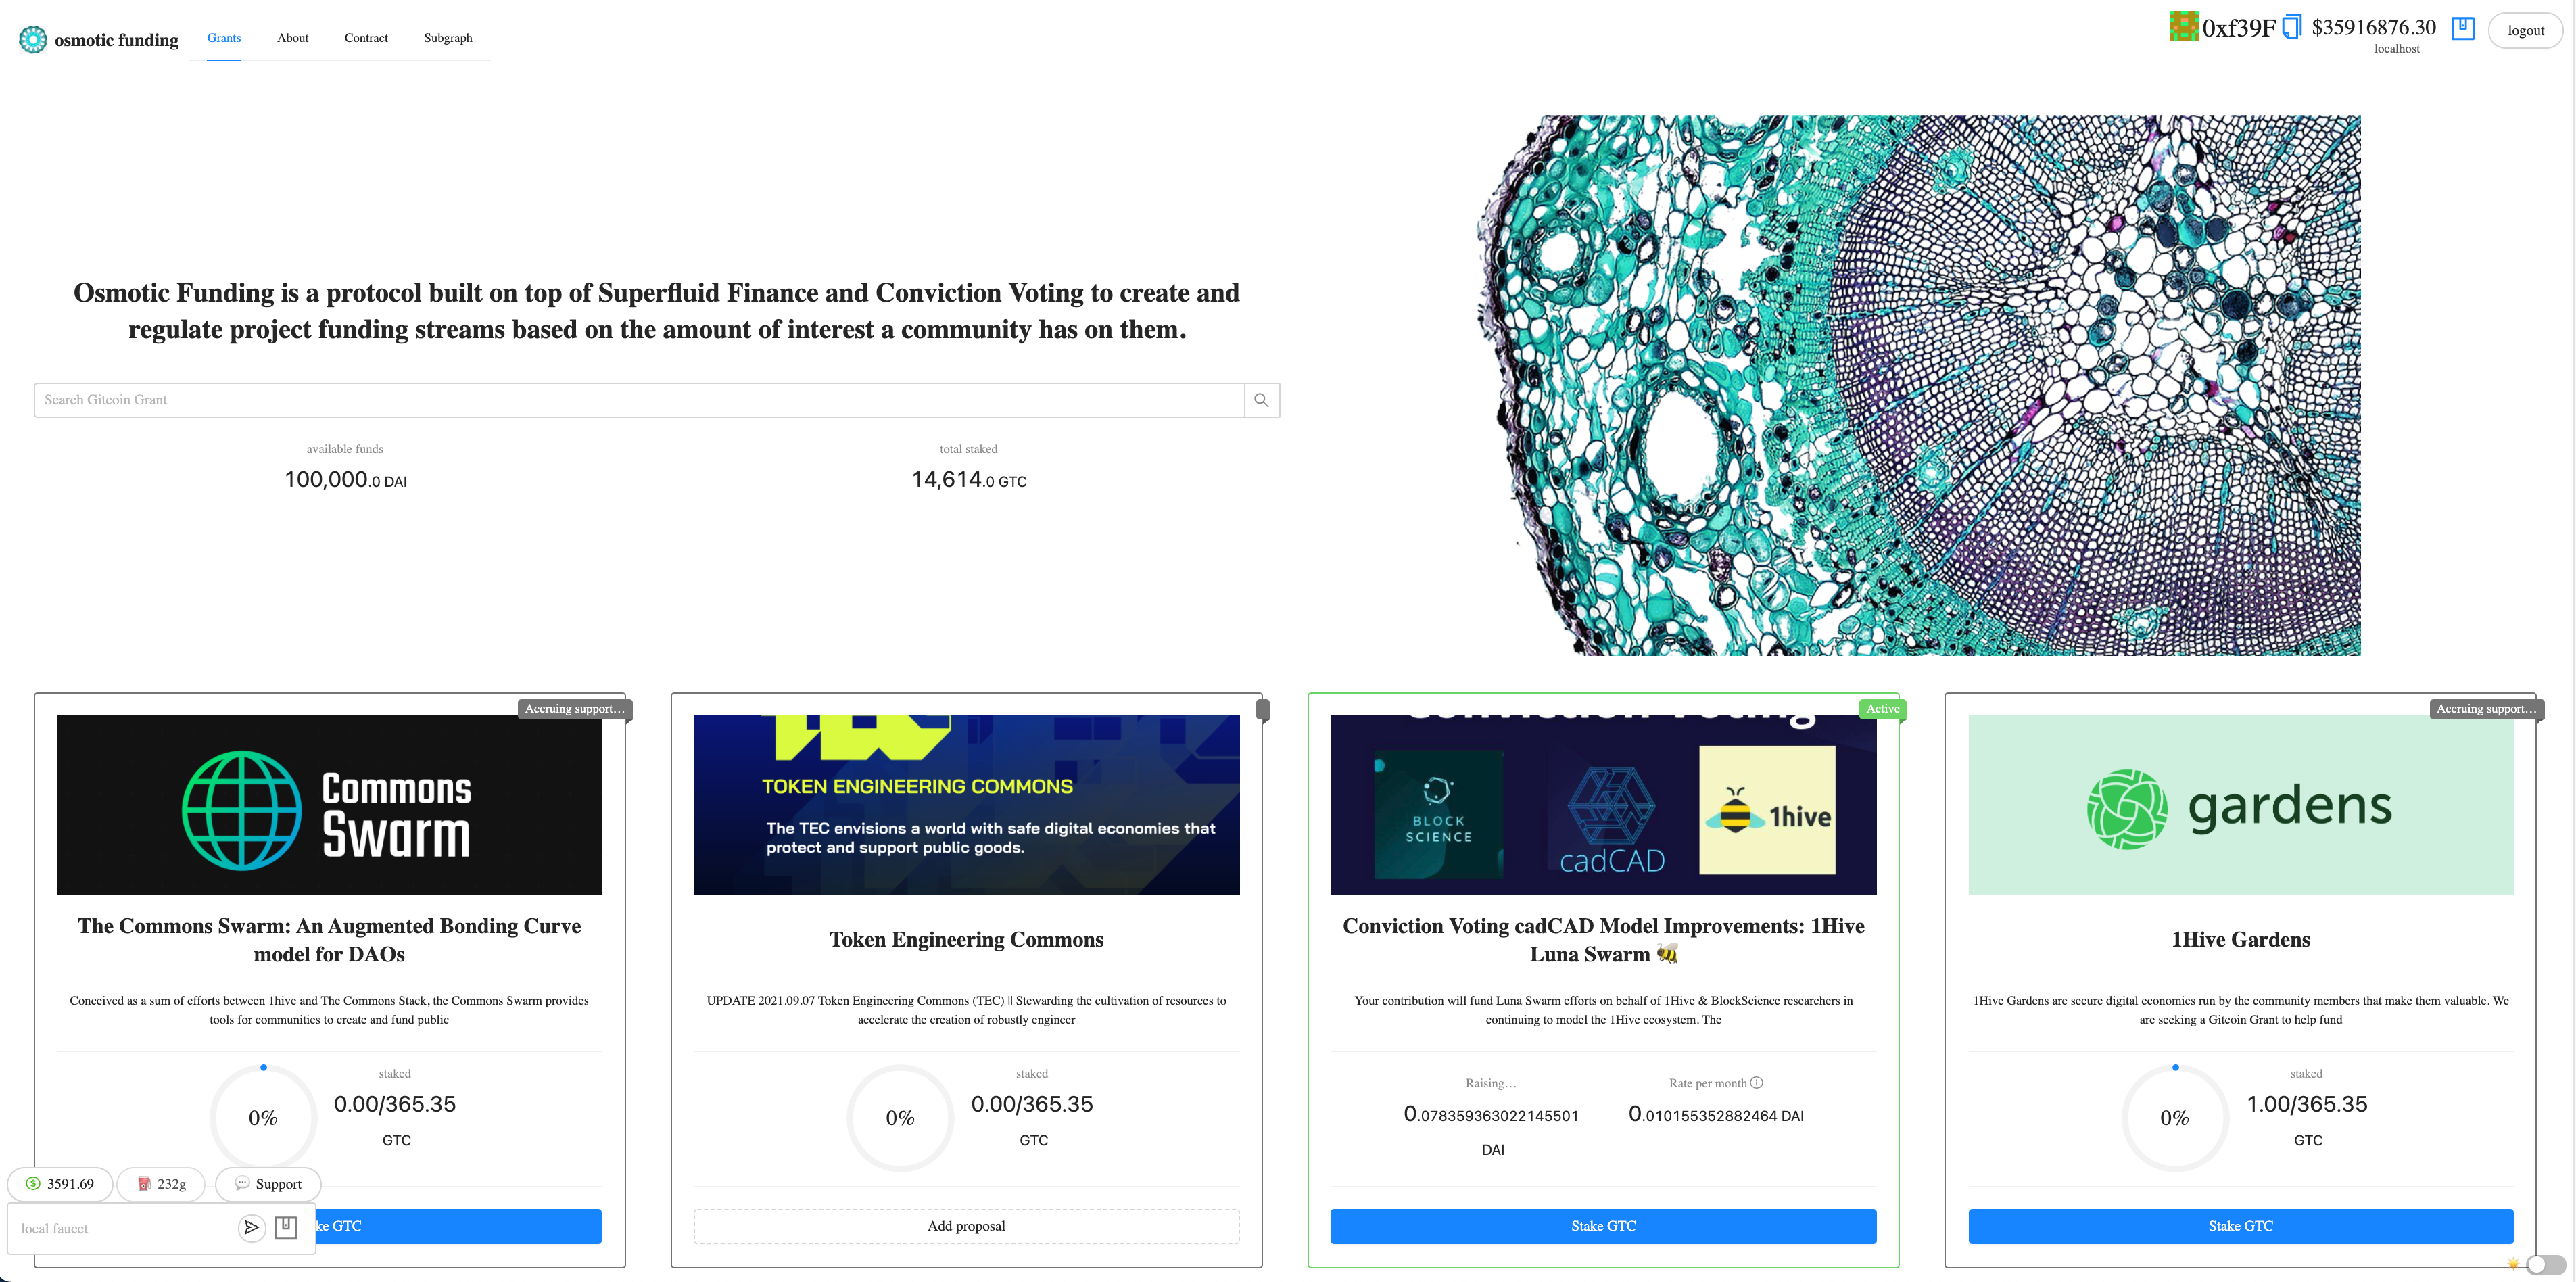 osmotic funding
Grants
About
Contract
Subgraph
0xf39F
$35916876.30
localhost
logout
Osmotic Funding is a protocol built on top of Superfluid Finance and Conviction Voting to create and
regulate project funding streams based on the amount of interest a community has on them.
Search Gitcoin Grant
available funds
100,000.0 DAI
total staked
14,614.0 GTC
Accruing support…
Commons
Swarm
The Commons Swarm: An Augmented Bonding Curve
model for DAOs
Conceived as a sum of efforts between 1hive and The Commons Stack, the Commons Swarm provides
tools for communities to create and fund public
0%
staked
0.00/365.35
GTC
ke GTC
TOKEN ENGINEERING COMMONS
The TEC envisions a world with safe digital economies that
protect and support public goods.
Token Engineering Commons
UPDATE 2021.09.07 Token Engineering Commons (TEC) || Stewarding the cultivation of resources to
accelerate the creation of robustly engineer
0%
staked
0.00/365.35
GTC
Add proposal
Active
Conviction Voting
BLOCK
SCIENCE
cadCAD
1hive
Conviction Voting cadCAD Model Improvements: 1Hive
Luna Swarm 🐝
Your contribution will fund Luna Swarm efforts on behalf of 1Hive & BlockScience researchers in
continuing to model the 1Hive ecosystem. The
Raising…
0.078359363022145501
DAI
Rate per month
0.010155352882464 DAI
Stake GTC
Accruing support…
gardens
1Hive Gardens
1Hive Gardens are secure digital economies run by the community members that make them valuable. We
are seeking a Gitcoin Grant to help fund
0%
staked
1.00/365.35
GTC
Stake GTC
3591.69
232g
Support
local faucet